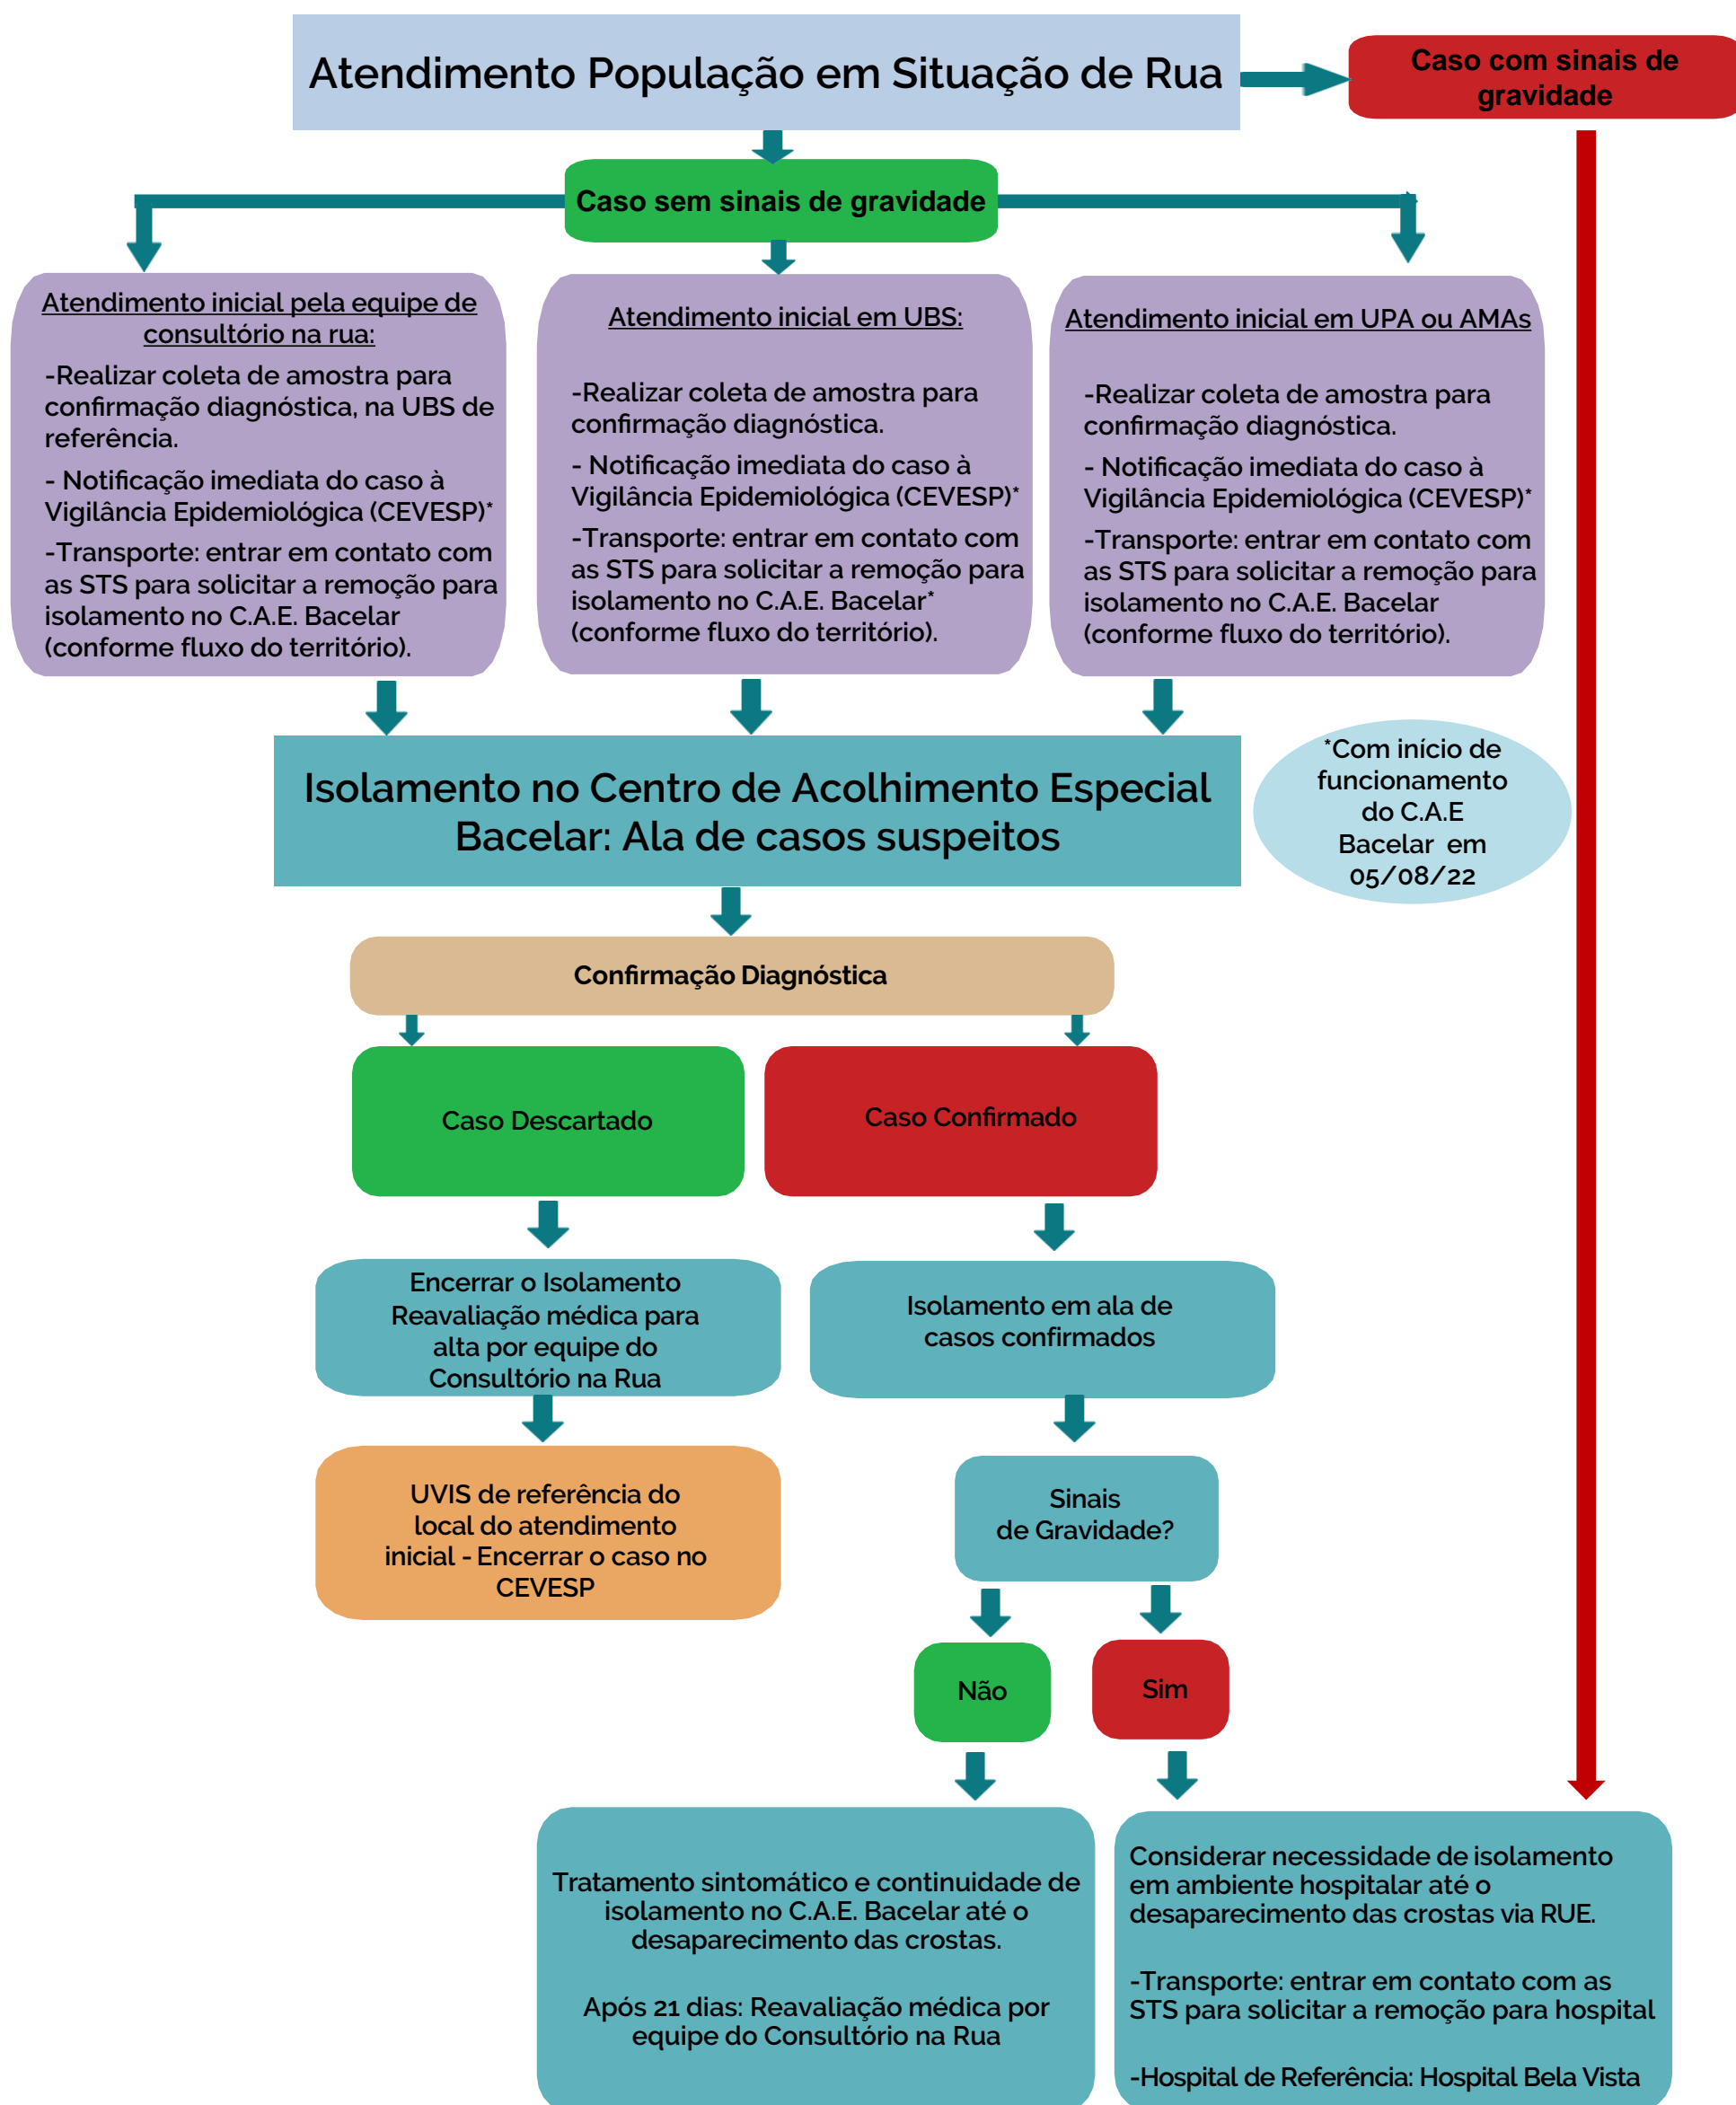 Atendimento População em Situação de Rua
Caso com sinais de
gravidade
Caso sem sinais de gravidade
Atendimento inicial pela equipe de
consultório na rua:
-Realizar coleta de amostra para
confirmação diagnóstica, na UBS de
referência.
- Notificação imediata do caso à
Vigilância Epidemiológica (CEVESP)*
-Transporte: entrar em contato com
as STS para solicitar a remoção para
isolamento no C.A.E. Bacelar
(conforme fluxo do território).
Atendimento inicial em UBS:
-Realizar coleta de amostra para
confirmação diagnóstica.
- Notificação imediata do caso à
Vigilância Epidemiológica (CEVESP)*
-Transporte: entrar em contato com
as STS para solicitar a remoção para
isolamento no C.A.E. Bacelar*
(conforme fluxo do território).
Atendimento inicial em UPA ou AMAs
-Realizar coleta de amostra para
confirmação diagnóstica.
- Notificação imediata do caso à
Vigilância Epidemiológica (CEVESP)*
-Transporte: entrar em contato com
as STS para solicitar a remoção para
isolamento no C.A.E. Bacelar
(conforme fluxo do território).
Isolamento no Centro de Acolhimento Especial
Bacelar: Ala de casos suspeitos
*Com início de
funcionamento
do C.A.E
Bacelar em
05/08/22
Confirmação Diagnóstica
Caso Descartado
Caso Confirmado
Encerrar o Isolamento
Reavaliação médica para
alta por equipe do
Consultório na Rua
Isolamento em ala de
casos confirmados
UVIS de referência do
local do atendimento
inicial - Encerrar o caso no
CEVESP
Sinais
de Gravidade?
Não
Sim
Tratamento sintomático e continuidade de
isolamento no C.A.E. Bacelar até o
desaparecimento das crostas.
Após 21 dias: Reavaliação médica por
equipe do Consultório na Rua
Considerar necessidade de isolamento
em ambiente hospitalar até o
desaparecimento das crostas via RUE.
-Transporte: entrar em contato com as
STS para solicitar a remoção para hospital
-Hospital de Referência: Hospital Bela Vista